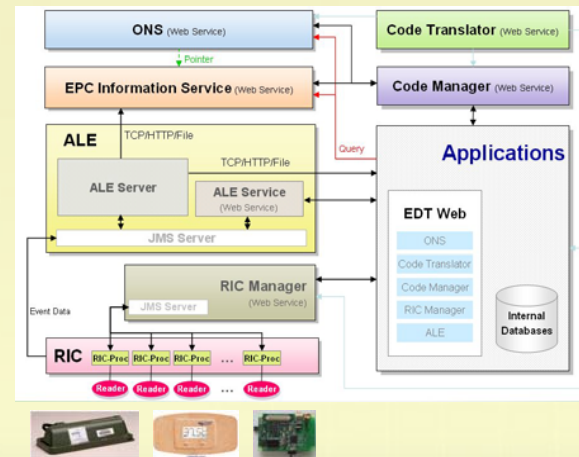 ONS (Web Service)
Code Translator (Web Service)
Pointer
EPC Information Service (Web Service)
Code Manager (Web Service)
TCP/HTTP/File
Query
ALE
TCP/HTTP/File
Applications
ALE Server
ALE Service
(Web Service)
JMS Server
EDT Web
ONS
Code Translator
Code Manager
RIC Manager
ALE
RIC Manager
(Web Service)
JMS Server
Internal
Databases
Event Data
RIC
RIC-Proc RIC-Proc RIC-Proc ... RIC-Proc
Reader Reader Reader ... Reader